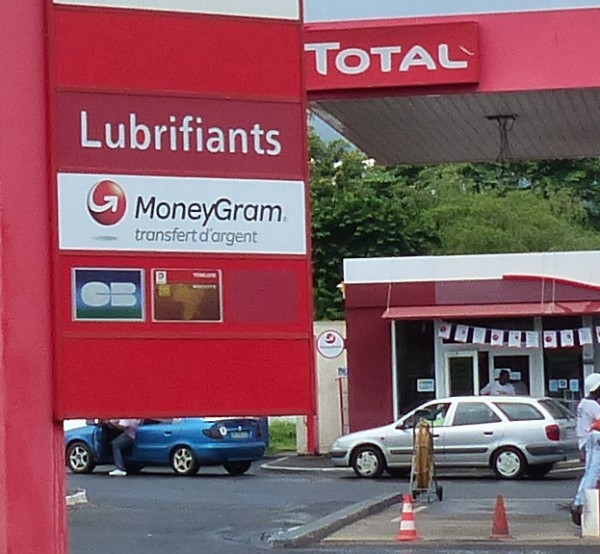 TOTAL
Lubrifiants
MoneyGram
transfert d'argent
CB